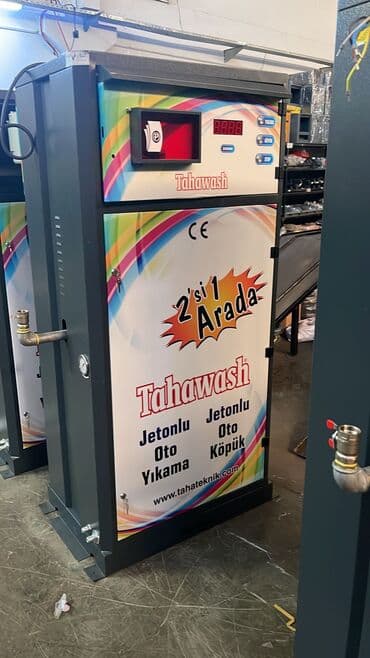 Tahawash
CE
2'si 1
Arada
Tahawash
Jetonlu
Oto
Yıkama
Jetonlu
Oto
Köpük
www.tahateknik.com